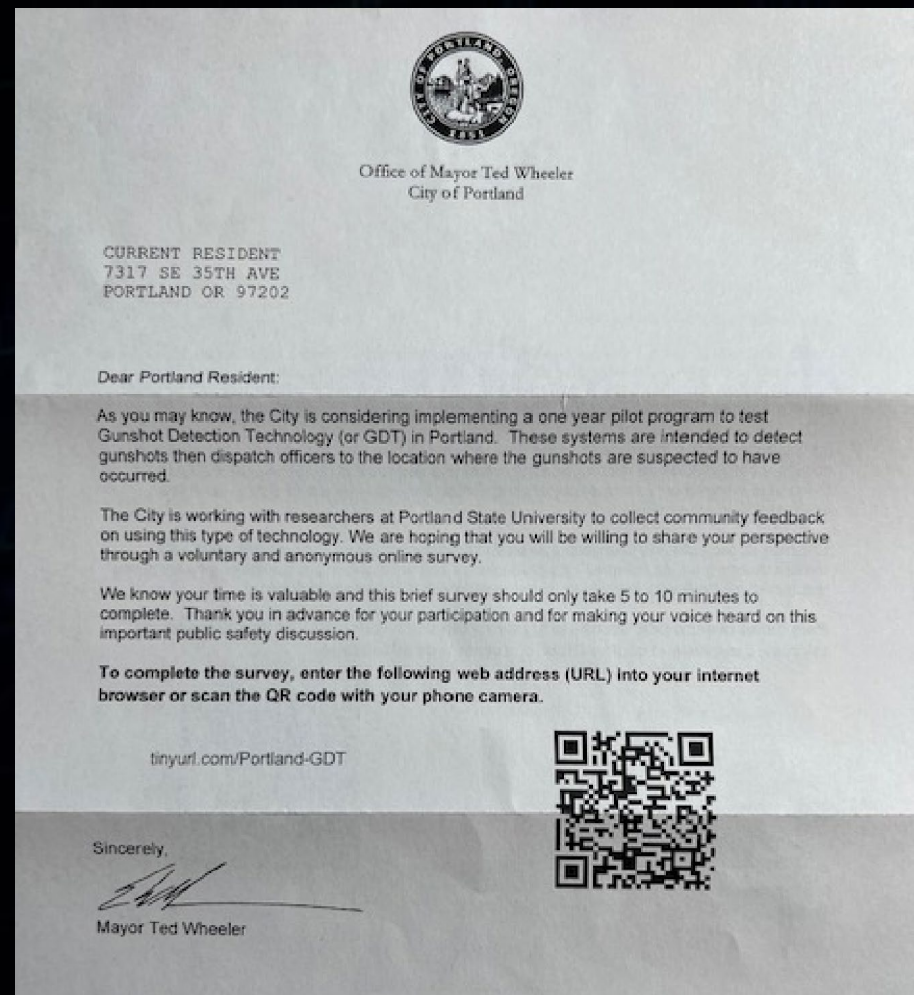 CITY OF PORTLAND, OREGON
1851
Office of Mayor Ted Wheeler
City of Portland
CURRENT RESIDENT
7317 SE 35TH AVE
PORTLAND OR 97202
Dear Portland Resident:
As you may know, the City is considering implementing a one year pilot program to test
Gunshot Detection Technology (or GDT) in Portland. These systems are intended to detect
gunshots then dispatch officers to the location where the gunshots are suspected to have
occurred.
The City is working with researchers at Portland State University to collect community feedback
on using this type of technology. We are hoping that you will be willing to share your perspective
through a voluntary and anonymous online survey.
We know your time is valuable and this brief survey should only take 5 to 10 minutes to
complete. Thank you in advance for your participation and for making your voice heard on this
important public safety discussion.
To complete the survey, enter the following web address (URL) into your internet
browser or scan the QR code with your phone camera.
tinyurl.com/Portland-GDT
Sincerely,
Mayor Ted Wheeler